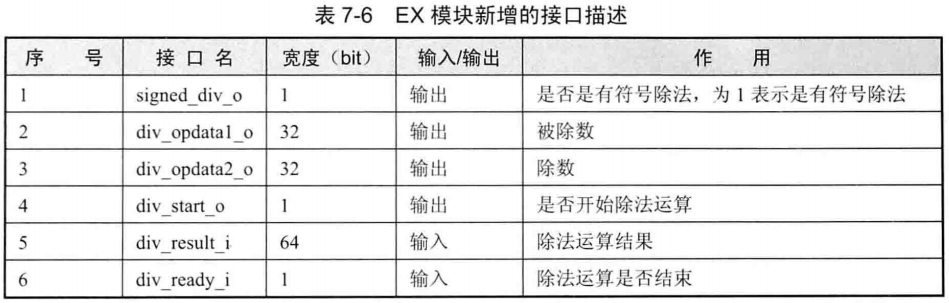 表 7-6 EX 模块新增的接口描述
序 号 接 口 名 宽度（bit） 输入/输出 作 用
1 signed_div_o 1 输出 是否是有符号除法，为 1 表示是有符号除法
2 div_opdata1_o 32 输出 被除数
3 div_opdata2_o 32 输出 除数
4 div_start_o 1 输出 是否开始除法运算
5 div_result_i 64 输入 除法运算结果
6 div_ready_i 1 输入 除法运算是否结束